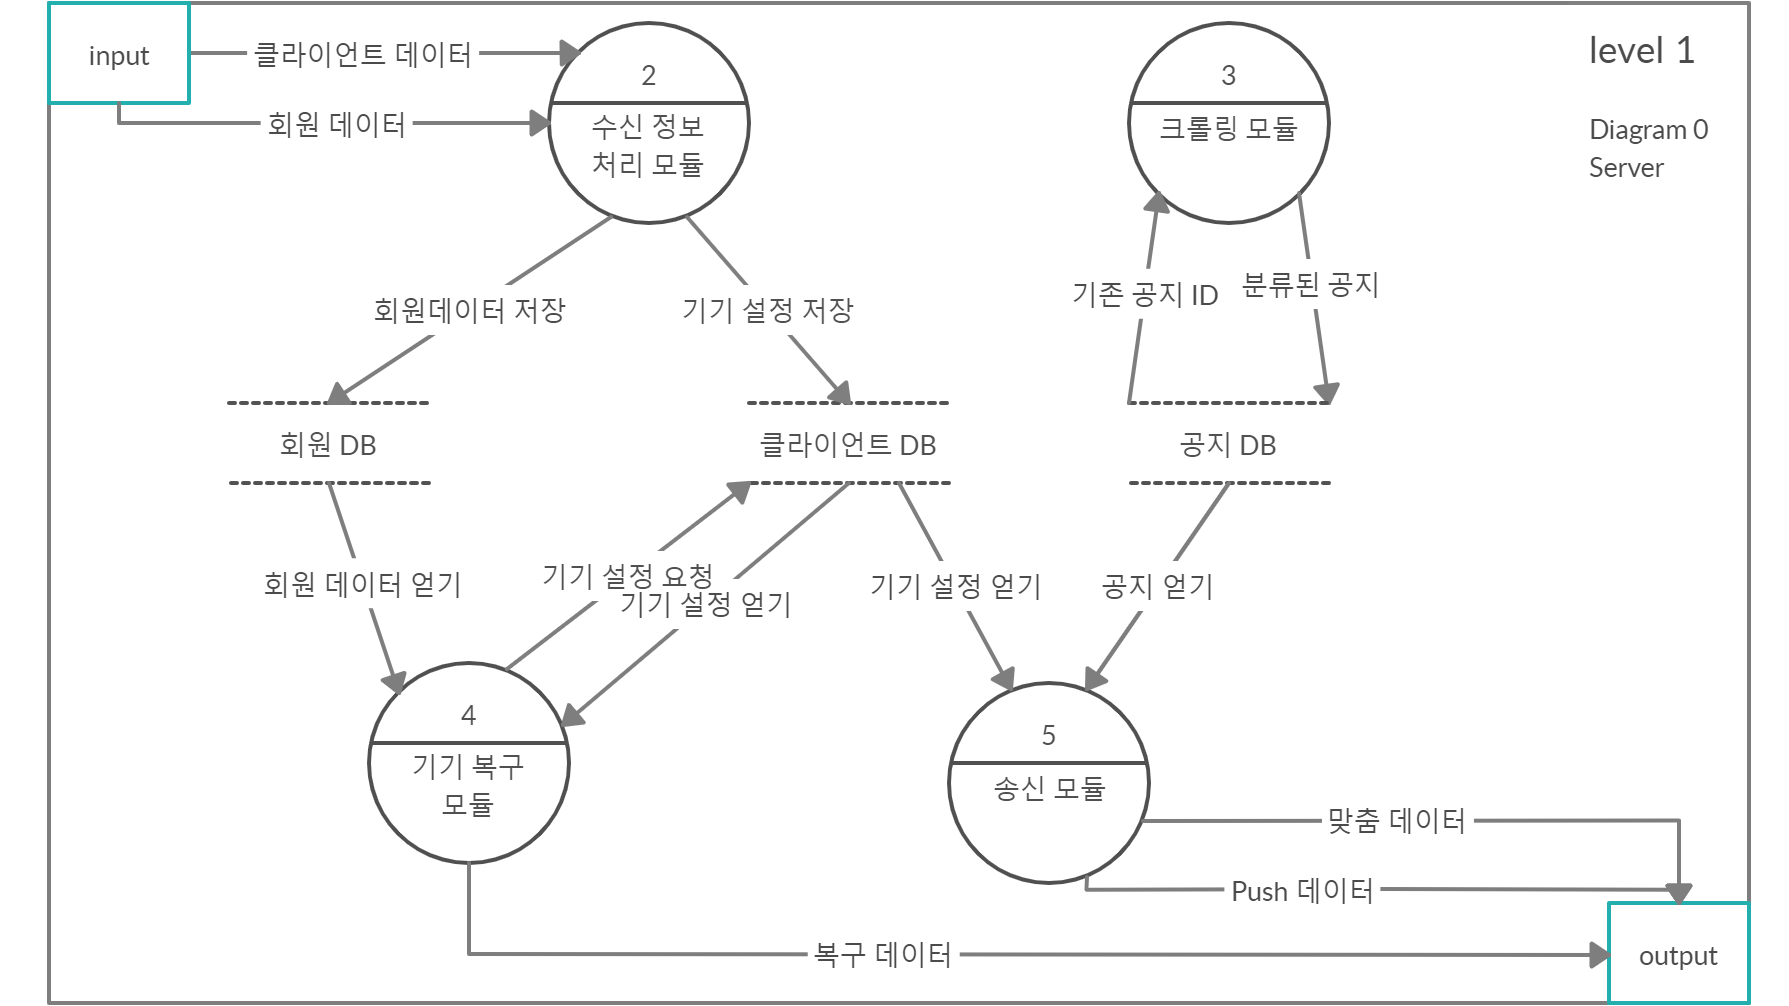 input
클라이언트 데이터
회원 데이터
2
수신 정보
처리 모듈
3
크롤링 모듈
level 1
Diagram 0
Server
회원데이터 저장
기기 설정 저장
기존 공지 ID
분류된 공지
회원 DB
클라이언트 DB
공지 DB
회원 데이터 얻기
기기 설정 요청
기기 설정 얻기
기기 설정 얻기
공지 얻기
4
기기 복구
모듈
5
송신 모듈
맞춤 데이터
Push 데이터
복구 데이터
output